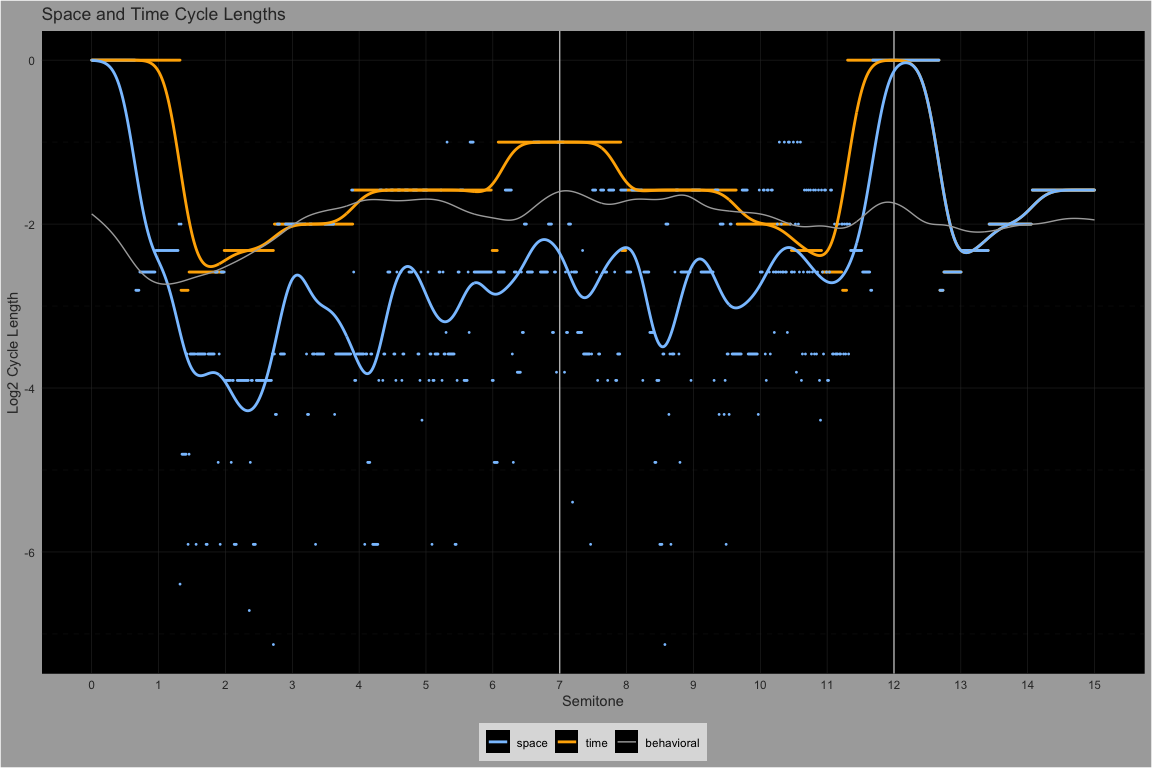 Space and Time Cycle Lengths
Log2 Cycle Length
0
-2
-4
-6
0 1 2 3 4 5 6 7 8 9 10 11 12 13 14 15
Semitone
space time behavioral